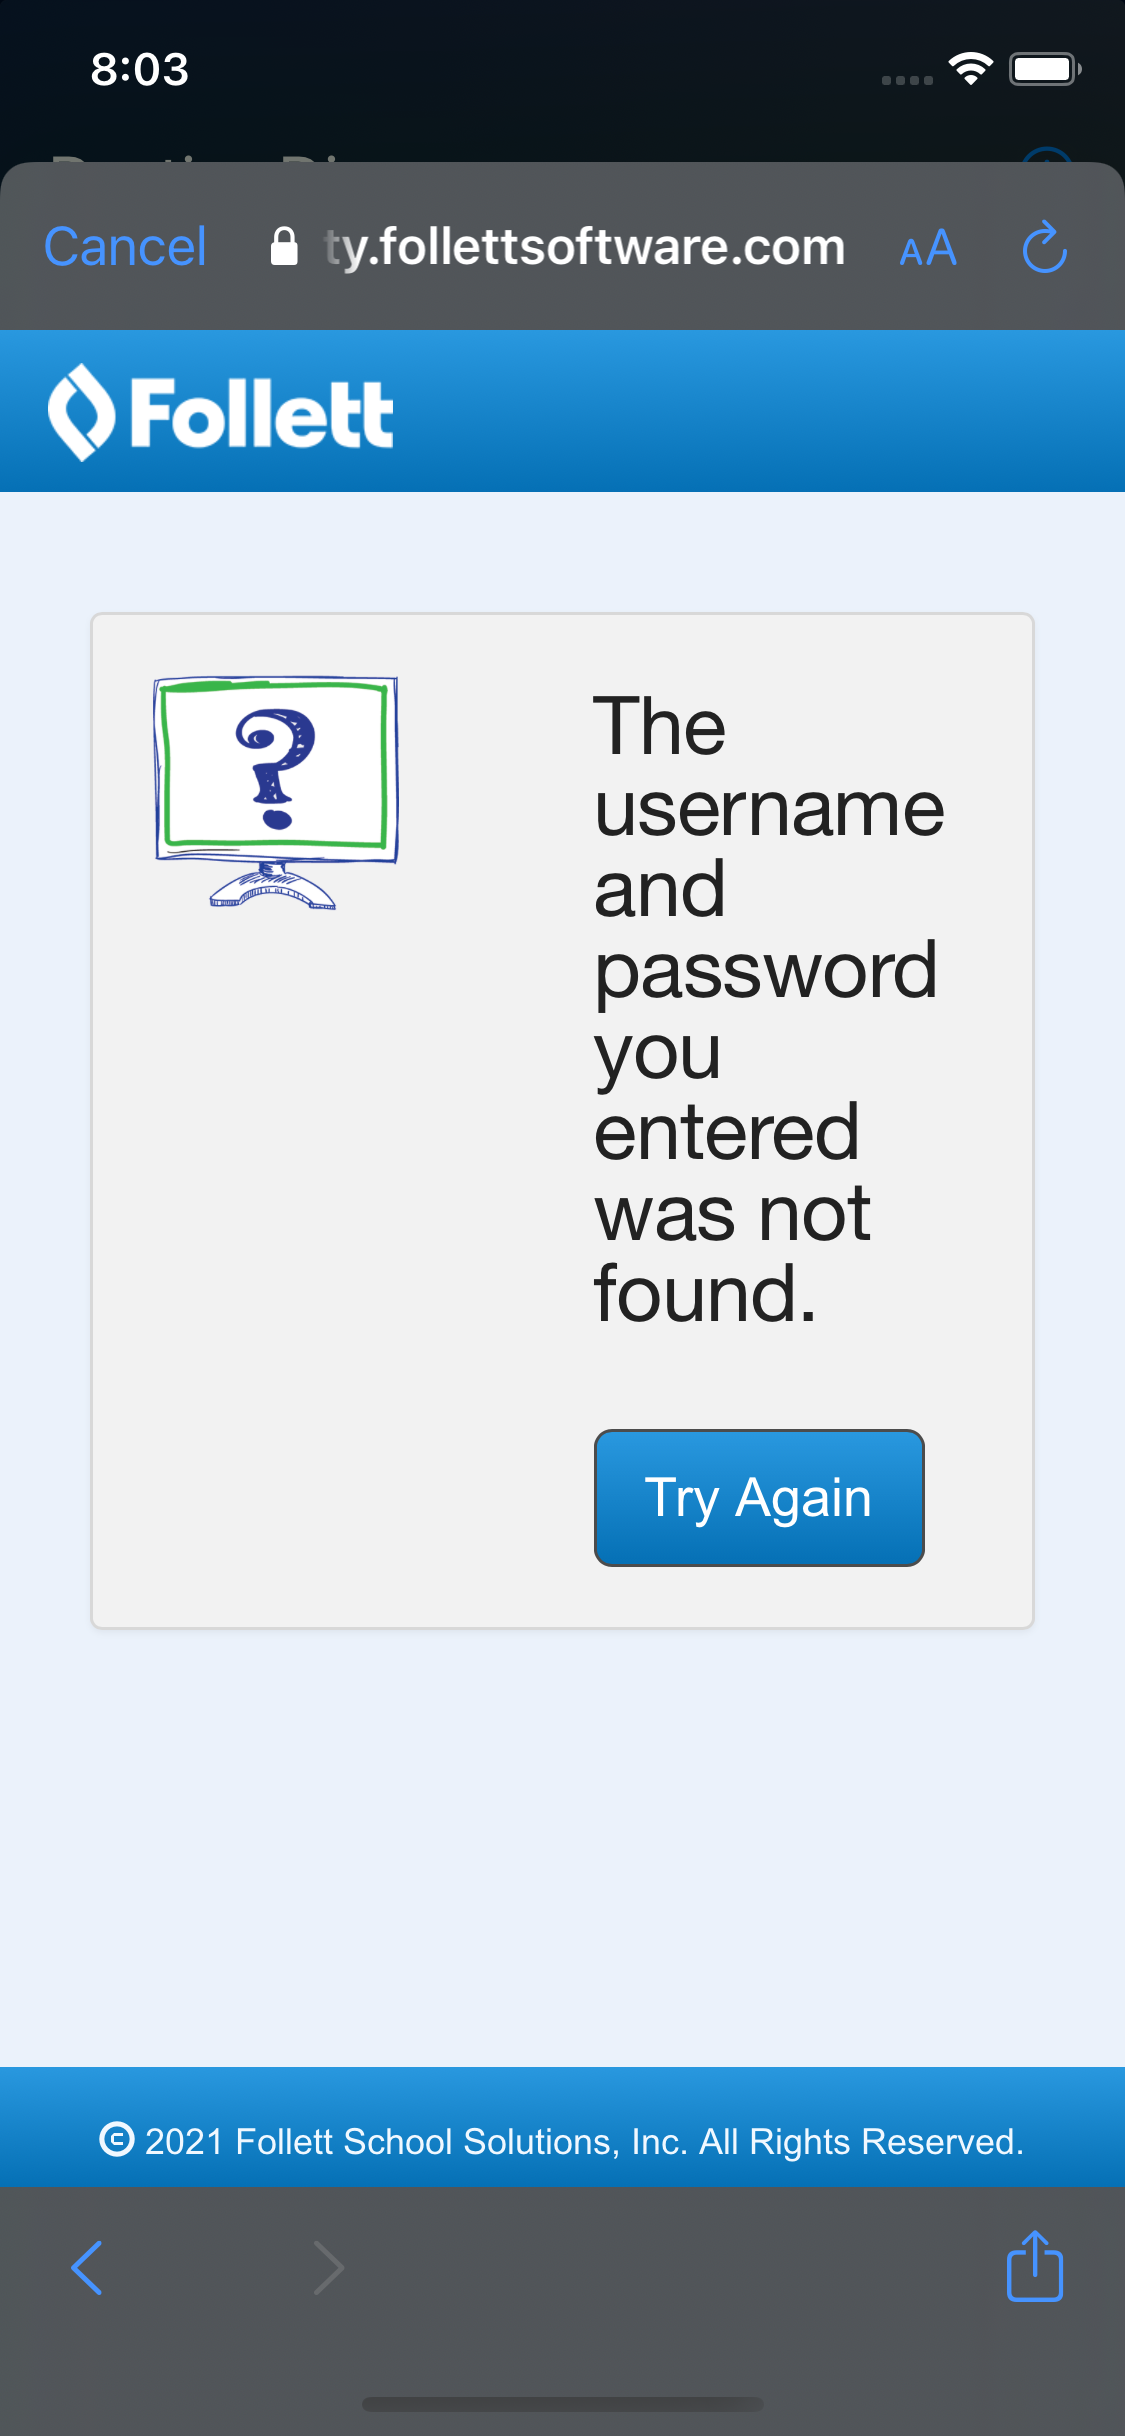 8:03
Cancel
ty.follettsoftware.com
AA
Follett
?
The
username
and
password
you
entered
was not
found.
Try Again
© 2021 Follett School Solutions, Inc. All Rights Reserved.